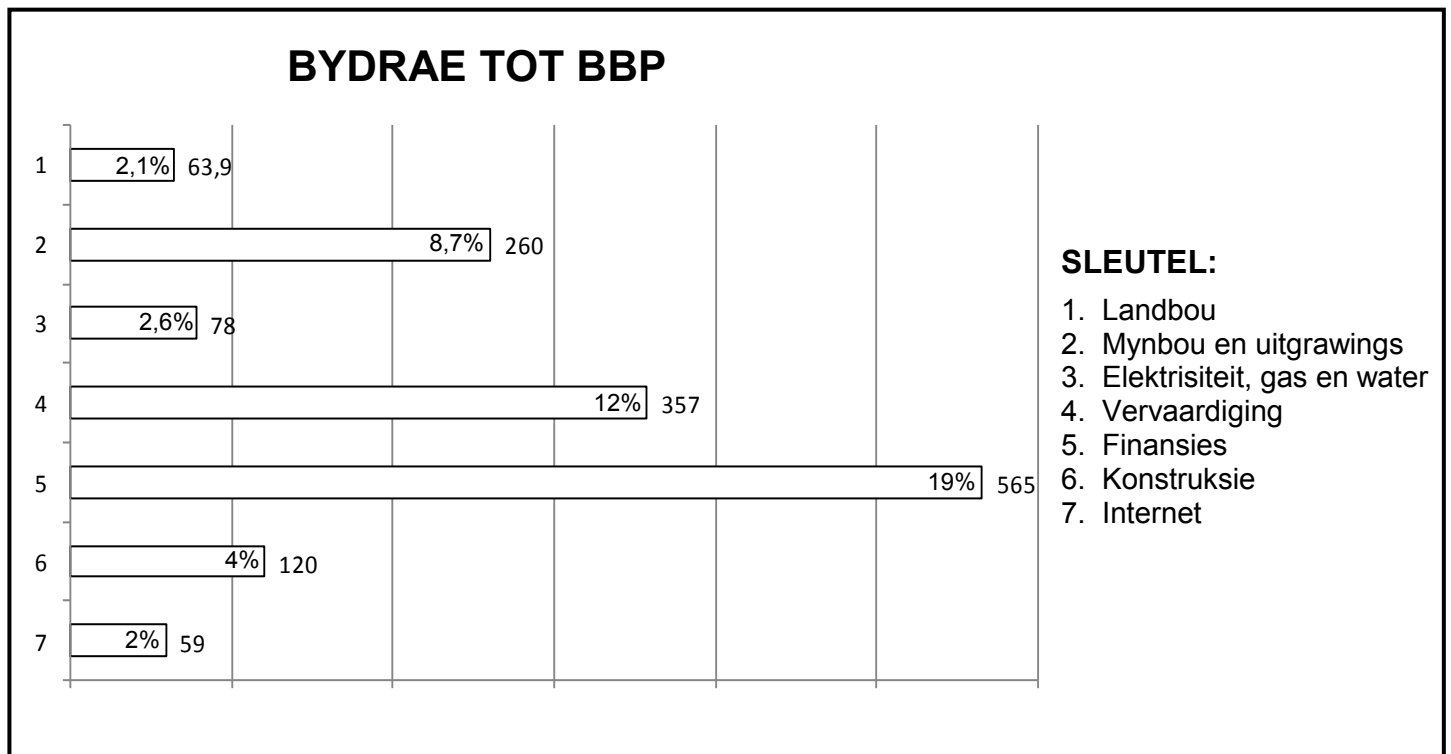 BYDRAE TOT BBP
1 2,1% 63,9
2 8,7% 260
3 2,6% 78
4 12% 357
5 19% 565
6 4% 120
7 2% 59
SLEUTEL:
1. Landbou
2. Mynbou en uitgrawings
3. Elektrisiteit, gas en water
4. Vervaardiging
5. Finansies
6. Konstruksie
7. Internet